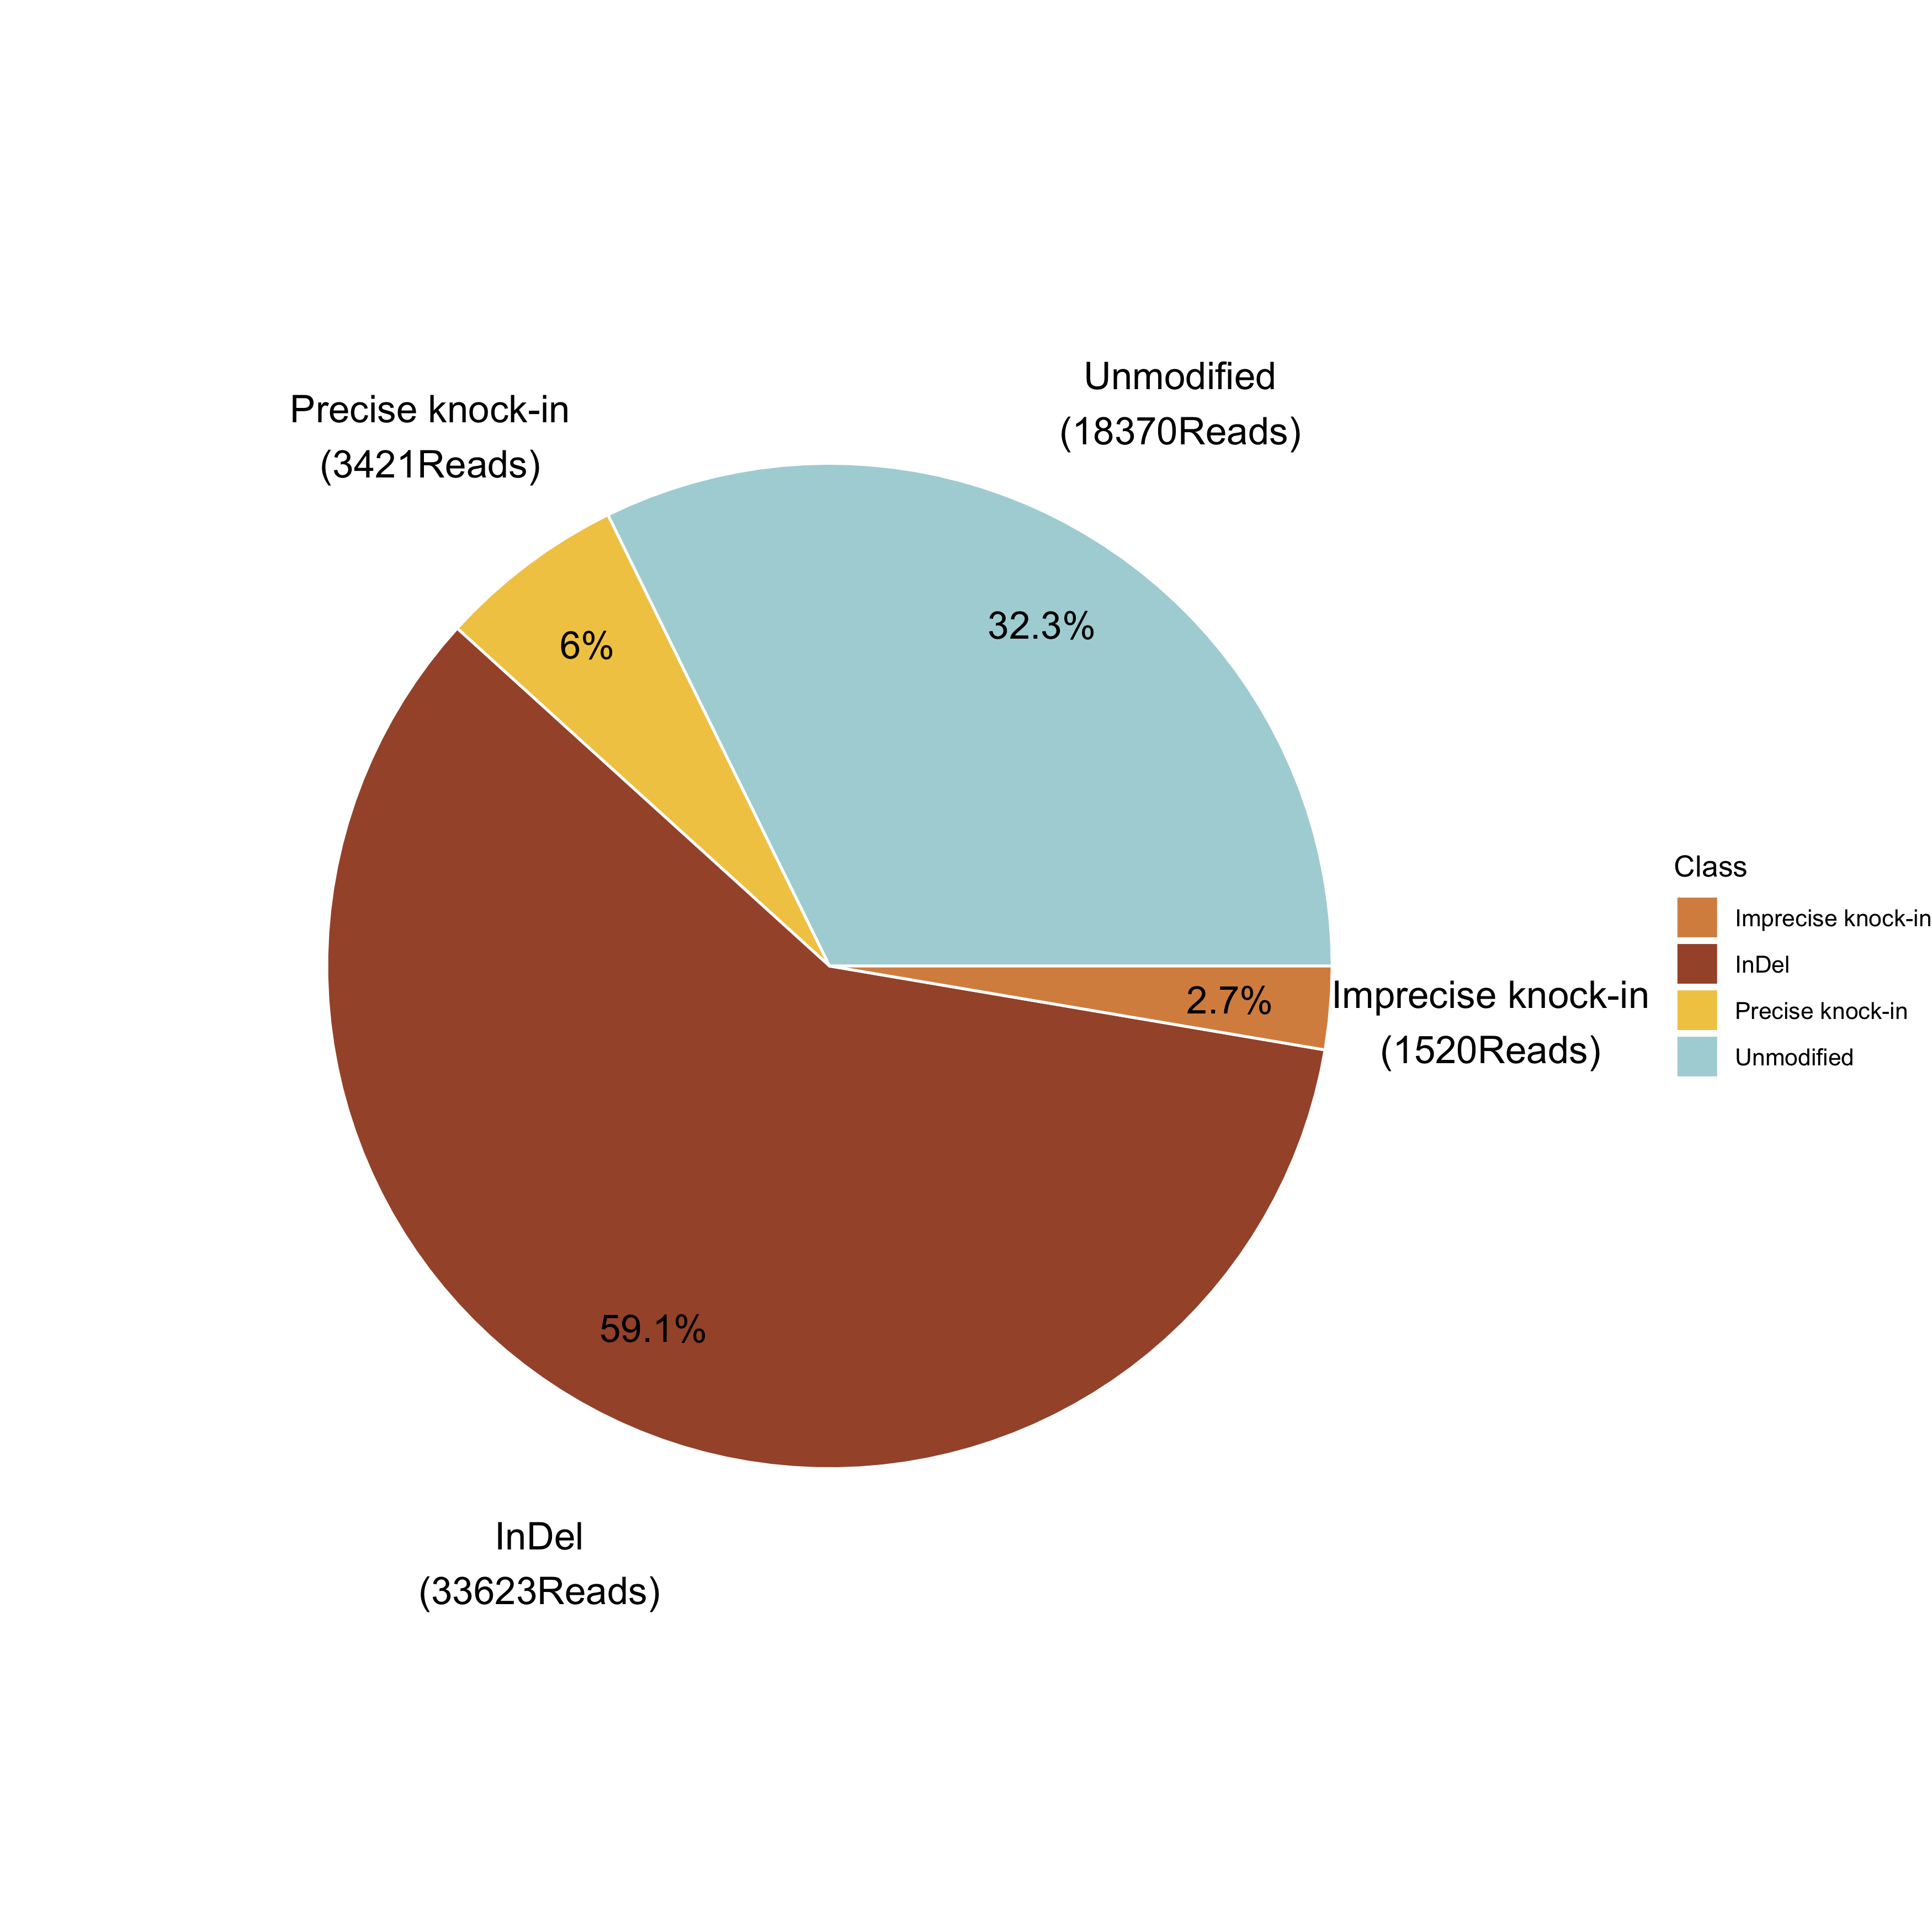 Unmodified
(18370Reads)
Precise knock-in
(3421Reads)
32.3%
6%
Class
Imprecise knock-in
InDel
Precise knock-in
Unmodified
2.7%
Imprecise knock-in
(1520Reads)
59.1%
InDel
(33623Reads)